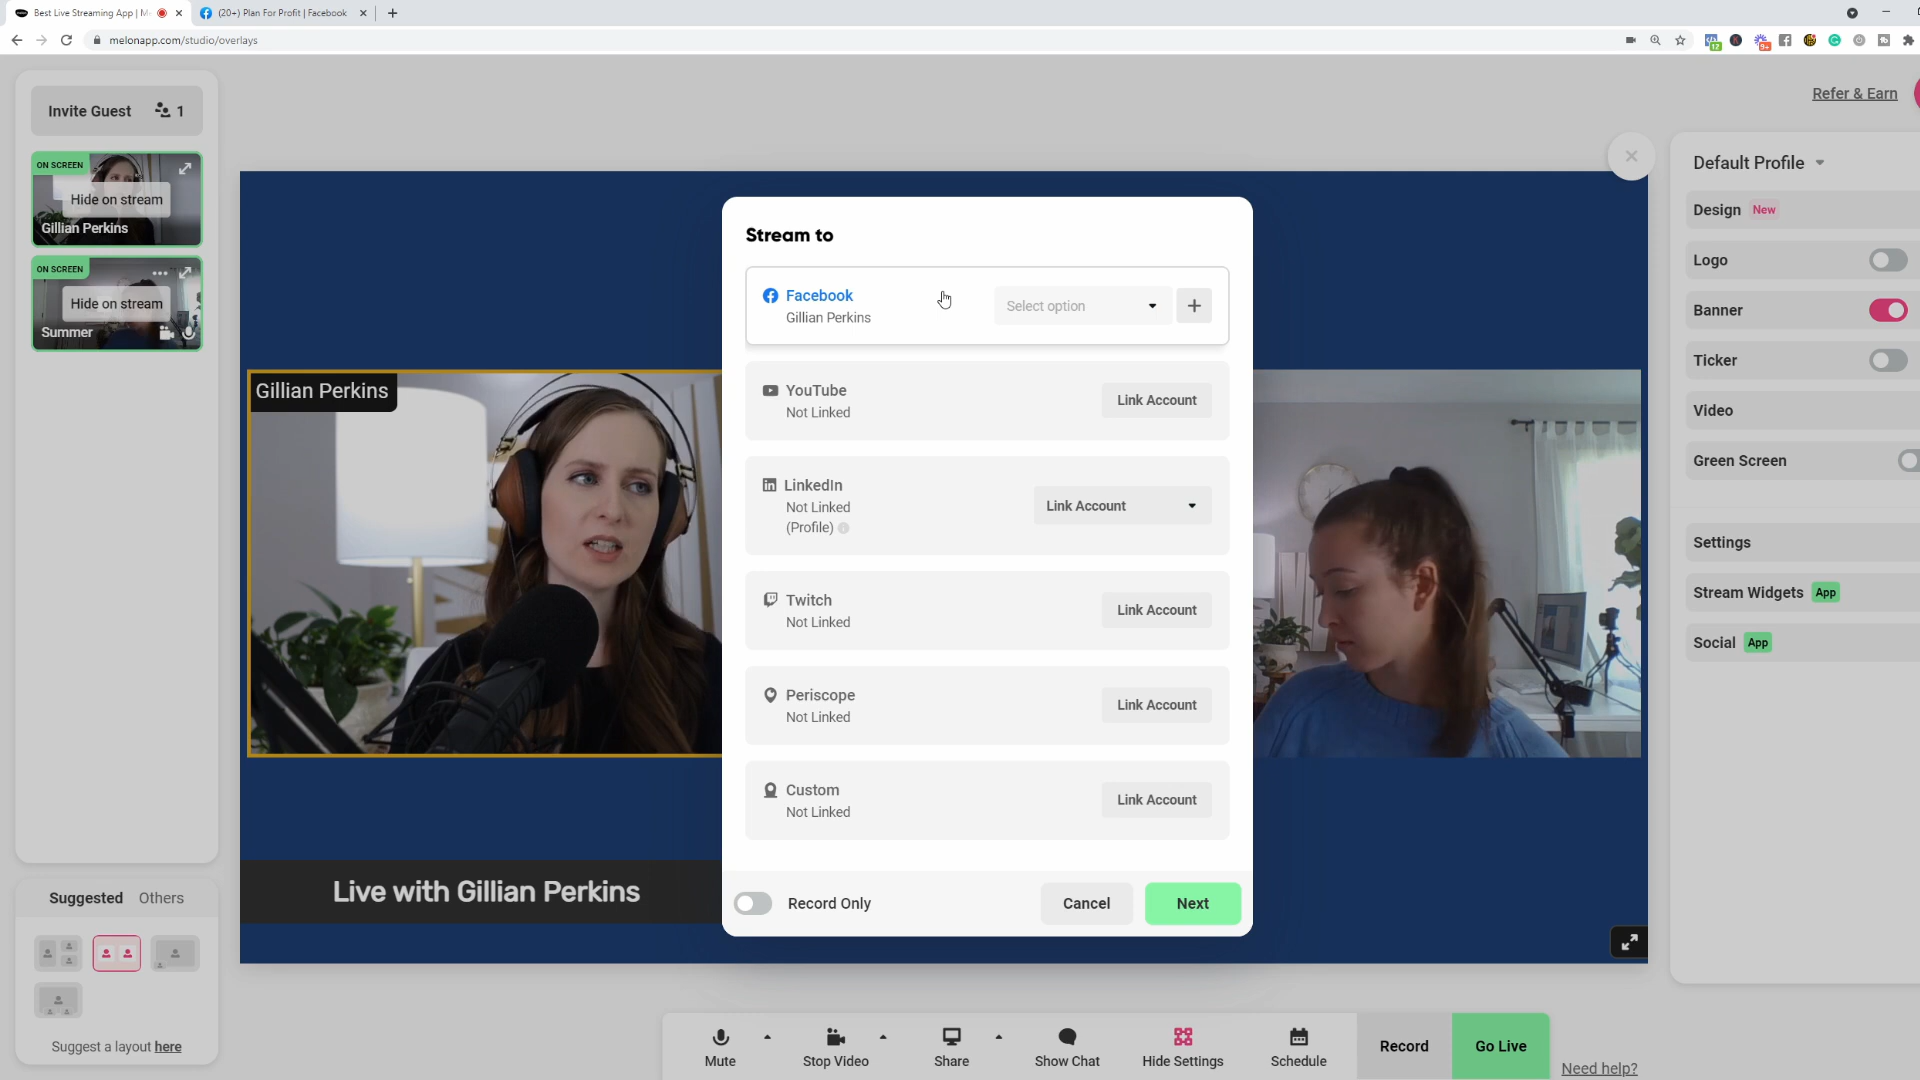 Best Live Streaming App | M
(20+) Plan For Profit | Facebook
melonapp.com/studio/overlays
12
9+
Invite Guest 1
Refer & Earn
ON SCREEN
Hide on stream
Gillian Perkins
ON SCREEN
Hide on stream
Summer
Default Profile
Design New
Logo
Banner
Ticker
Video
Green Screen
Settings
Stream Widgets App
Social App
Gillian Perkins
Live with Gillian Perkins
Stream to
Facebook
Gillian Perkins
Select option
YouTube
Not Linked
Link Account
LinkedIn
Not Linked
(Profile)
Link Account
Twitch
Not Linked
Link Account
Periscope
Not Linked
Link Account
Custom
Not Linked
Link Account
Record Only
Cancel
Next
Suggested Others
Suggest a layout here
Mute
Stop Video
Share
Show Chat
Hide Settings
Schedule
Record
Go Live
Need help?